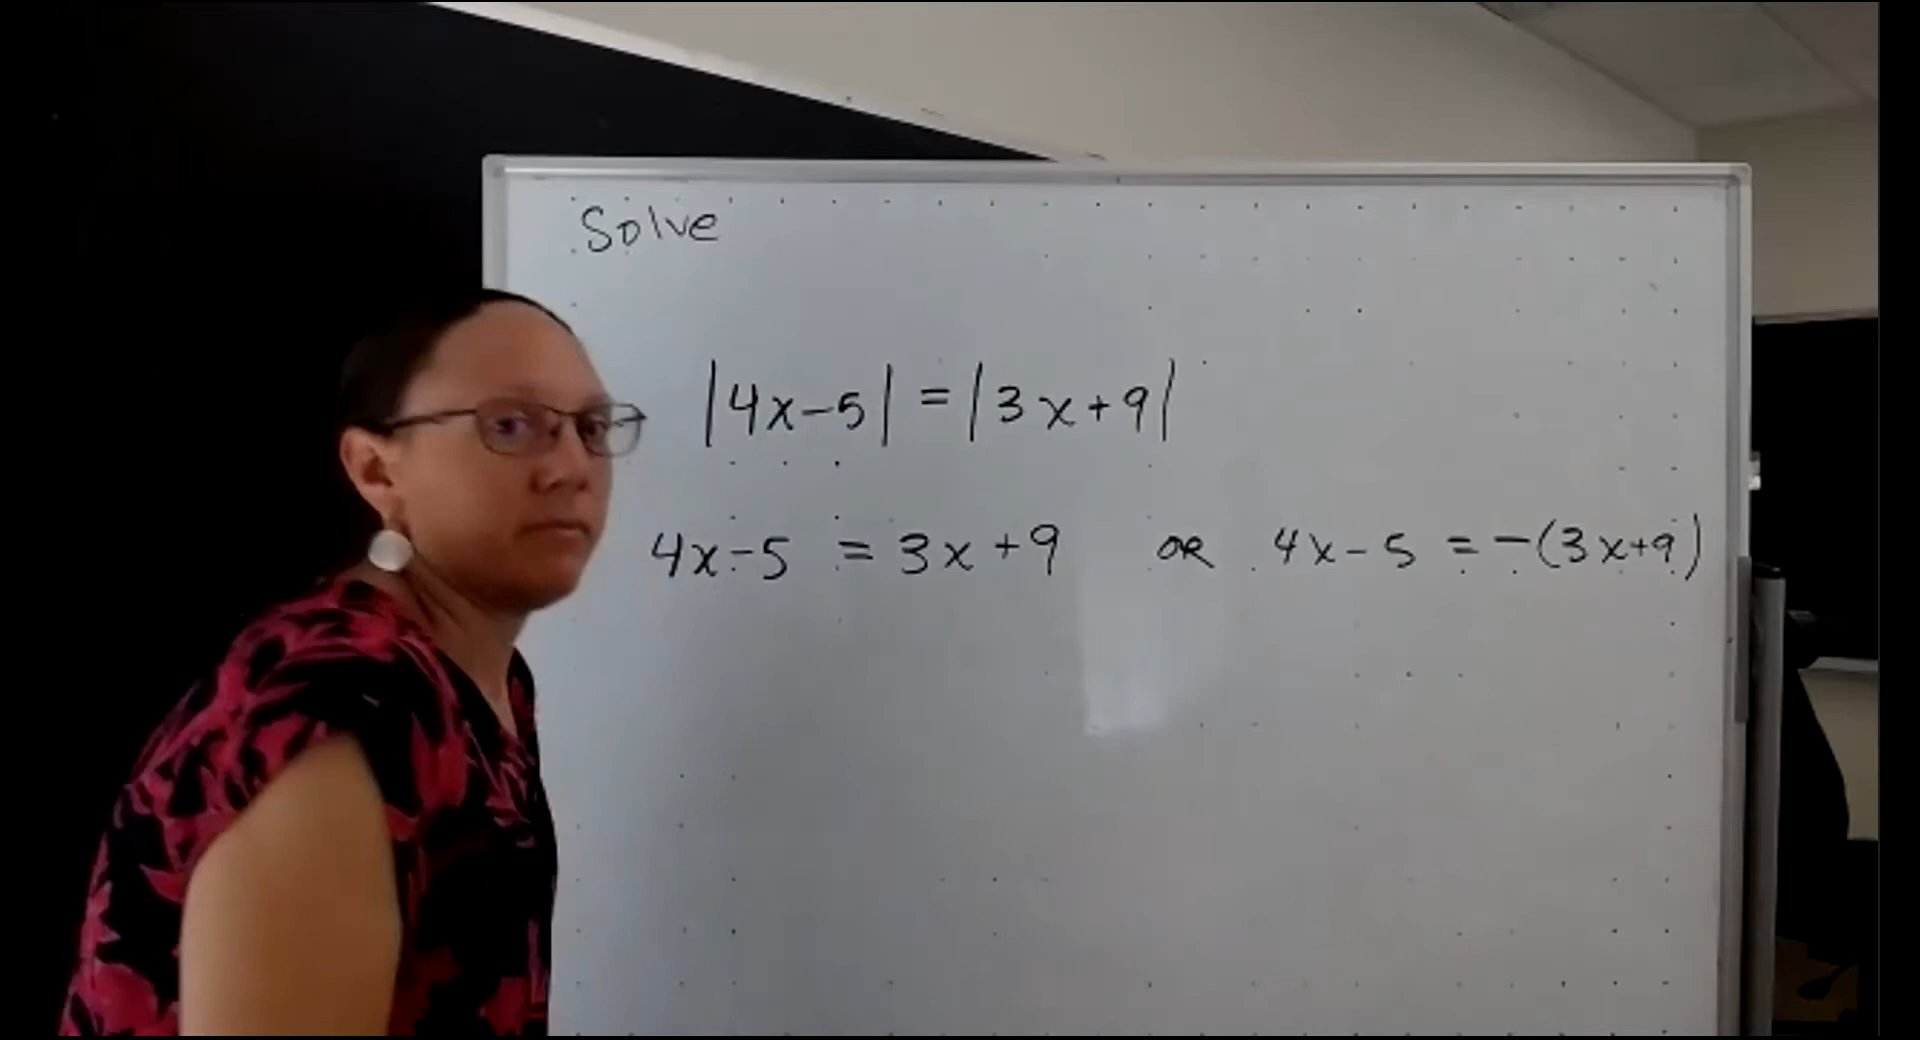 Solve
|4x-5| = |3x+9|
4x-5 = 3x+9 OR 4x-5 = -(3x+9)